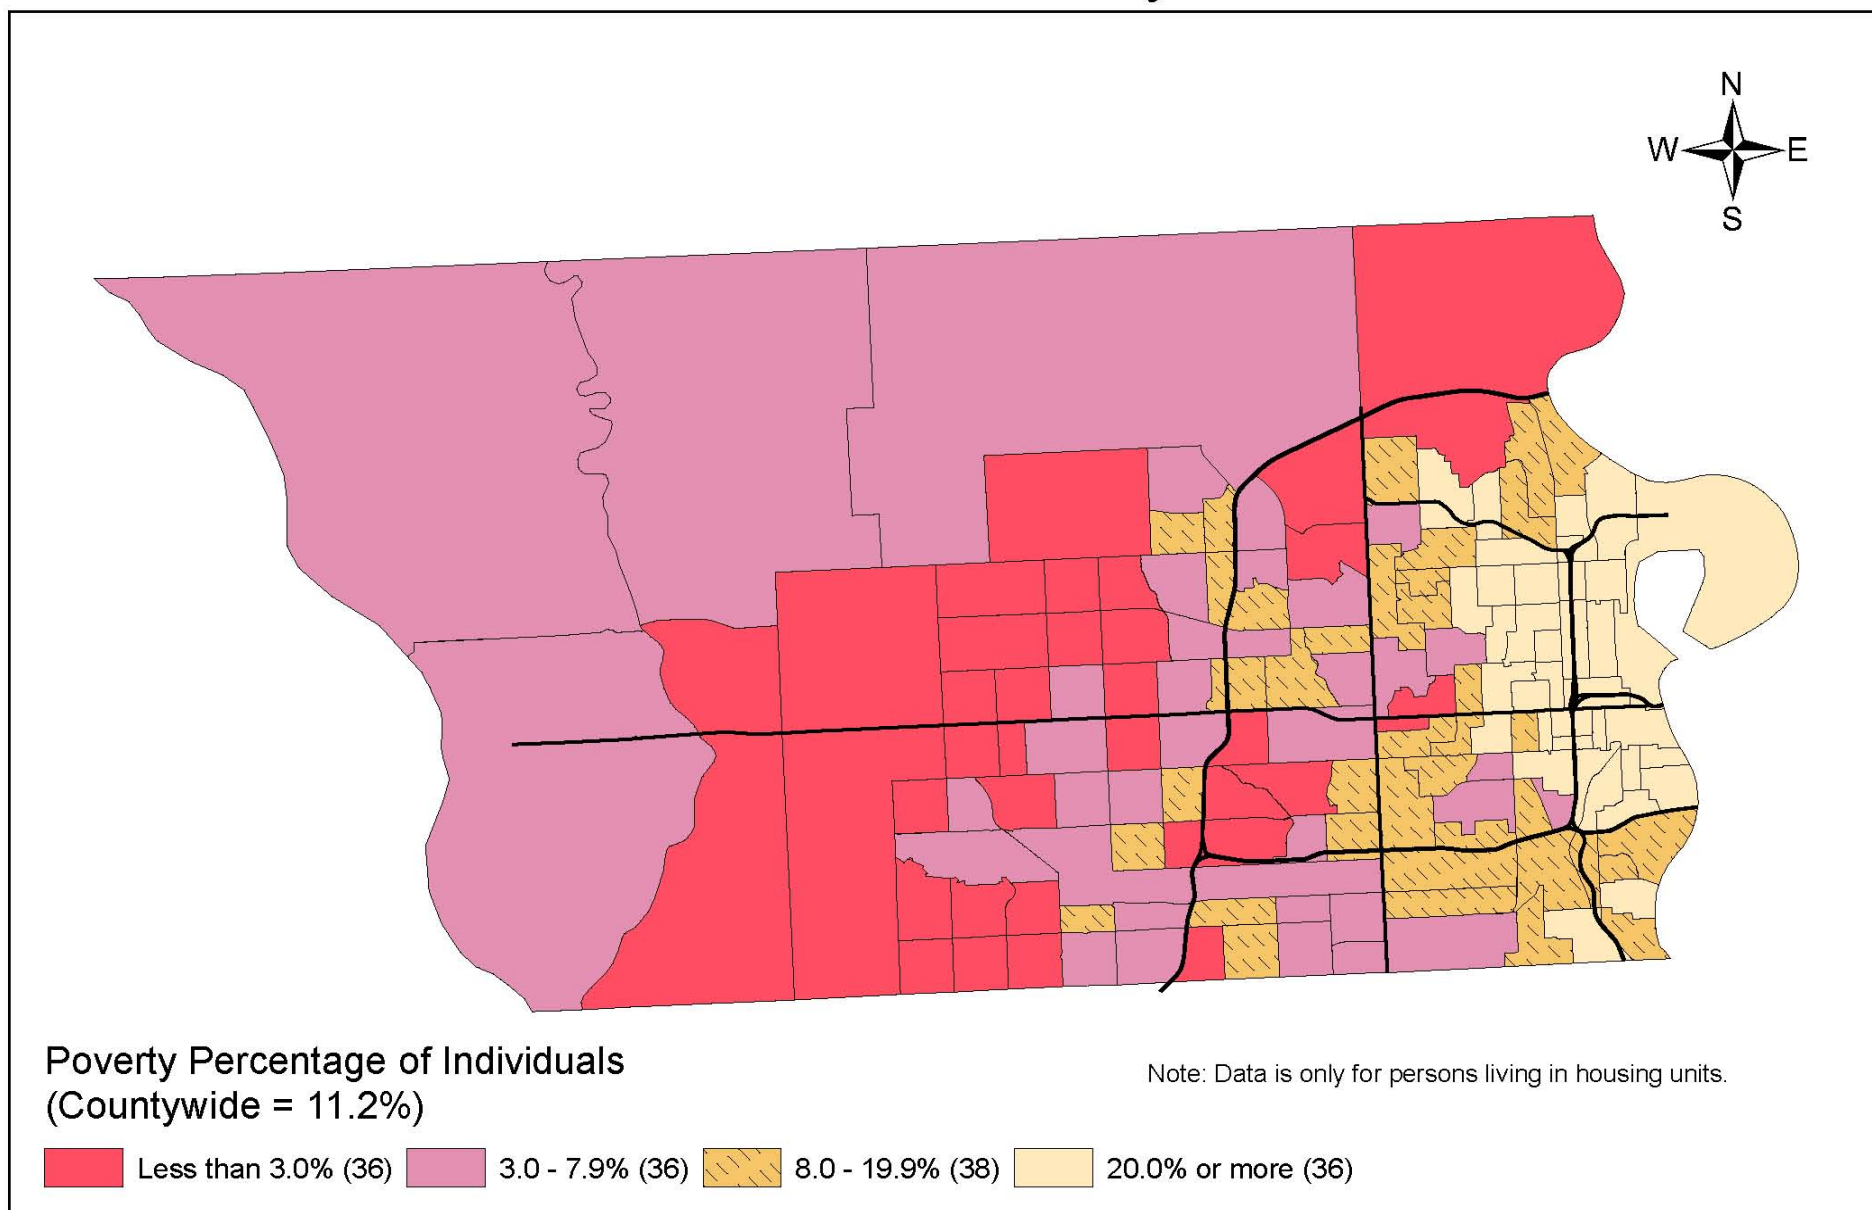 N
W E
S
Poverty Percentage of Individuals
(Countywide = 11.2%)
Note: Data is only for persons living in housing units.
Less than 3.0% (36) 3.0 - 7.9% (36) 8.0 - 19.9% (38) 20.0% or more (36)